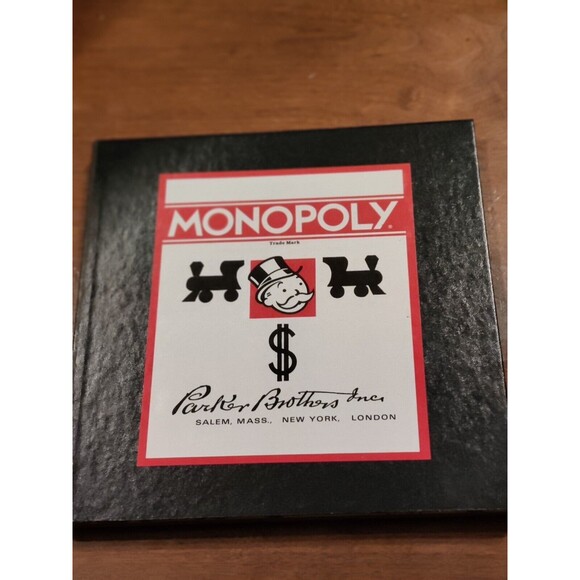 MONOPOLY®
Trade Mark
$
Parker Brothers Inc.
SALEM, MASS., NEW YORK, LONDON